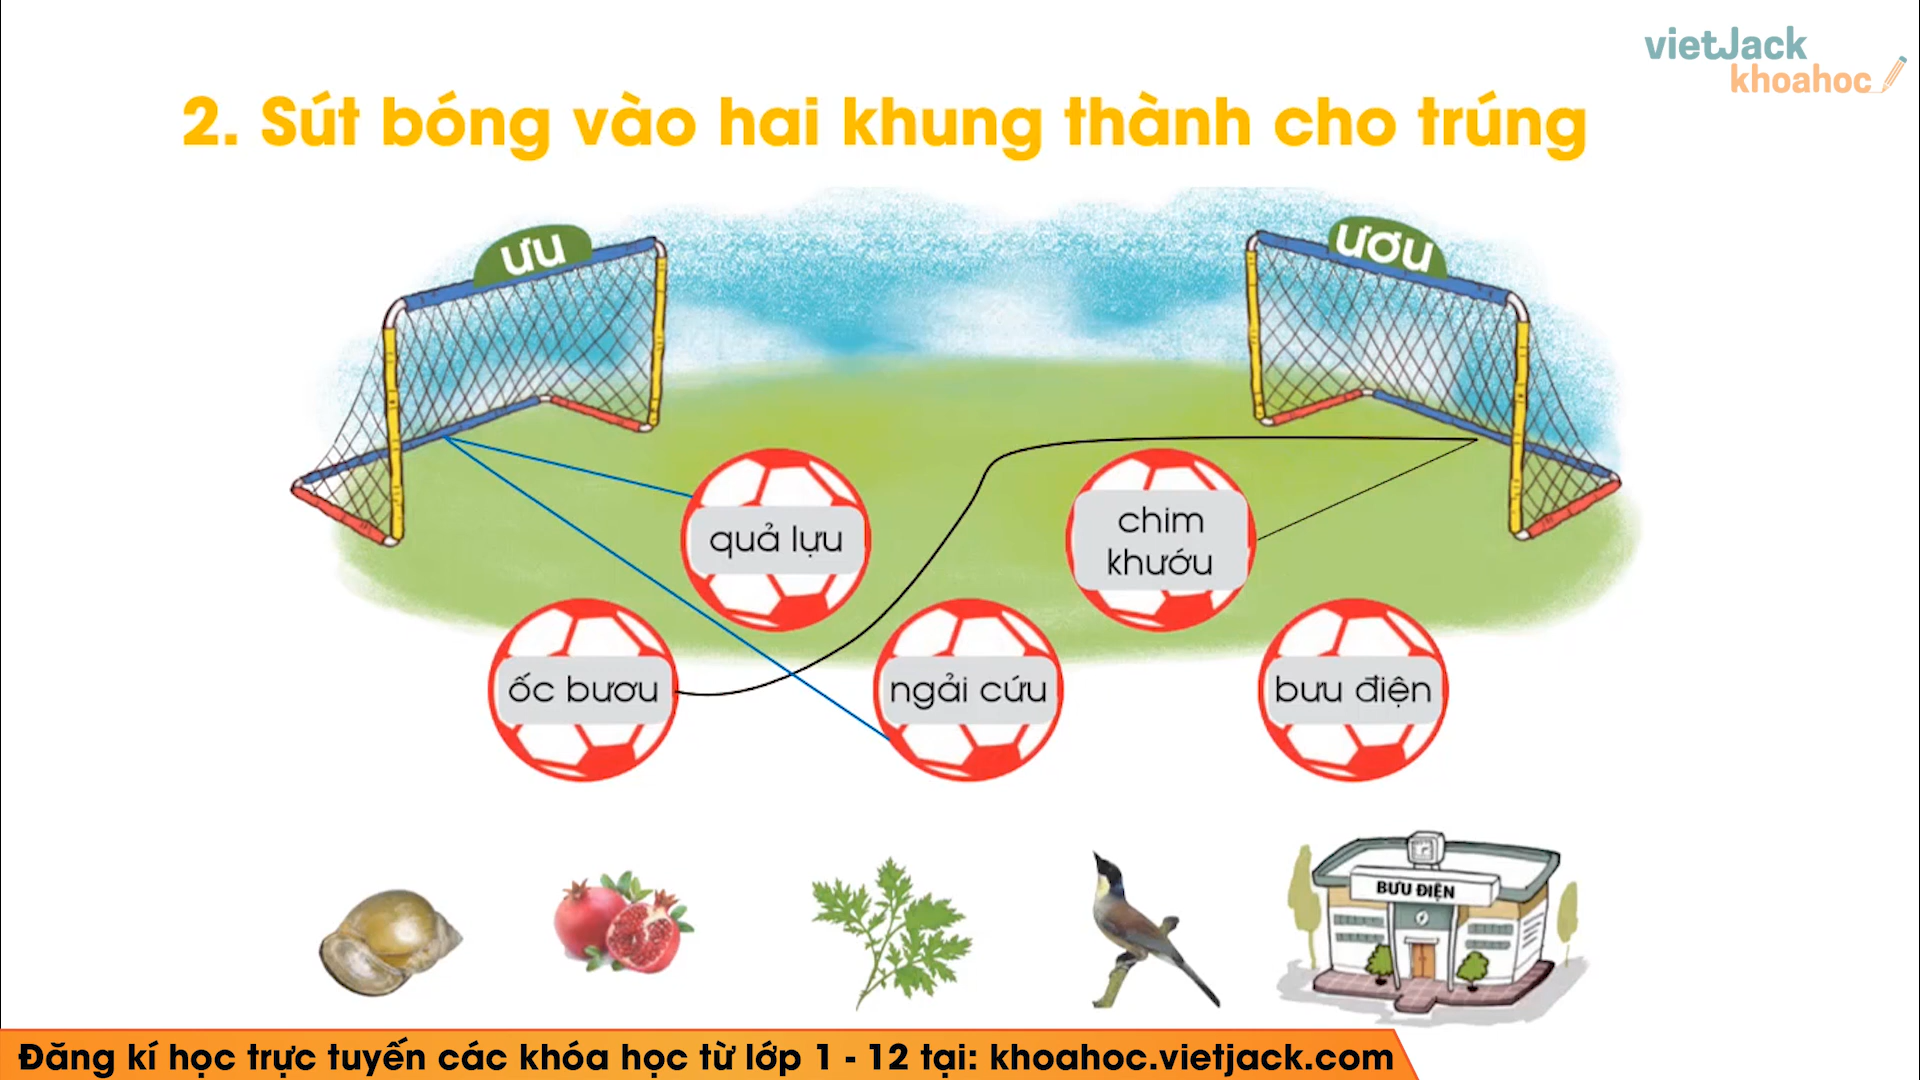 vietJack
khoahoc
2. Sút bóng vào hai khung thành cho trúng
ưu
ươu
quả lựu
chim
khướu
ốc bươu
ngải cứu
bưu điện
BƯU ĐIỆN
Đăng kí học trực tuyến các khóa học từ lớp 1 - 12 tại: khoahoc.vietjack.com